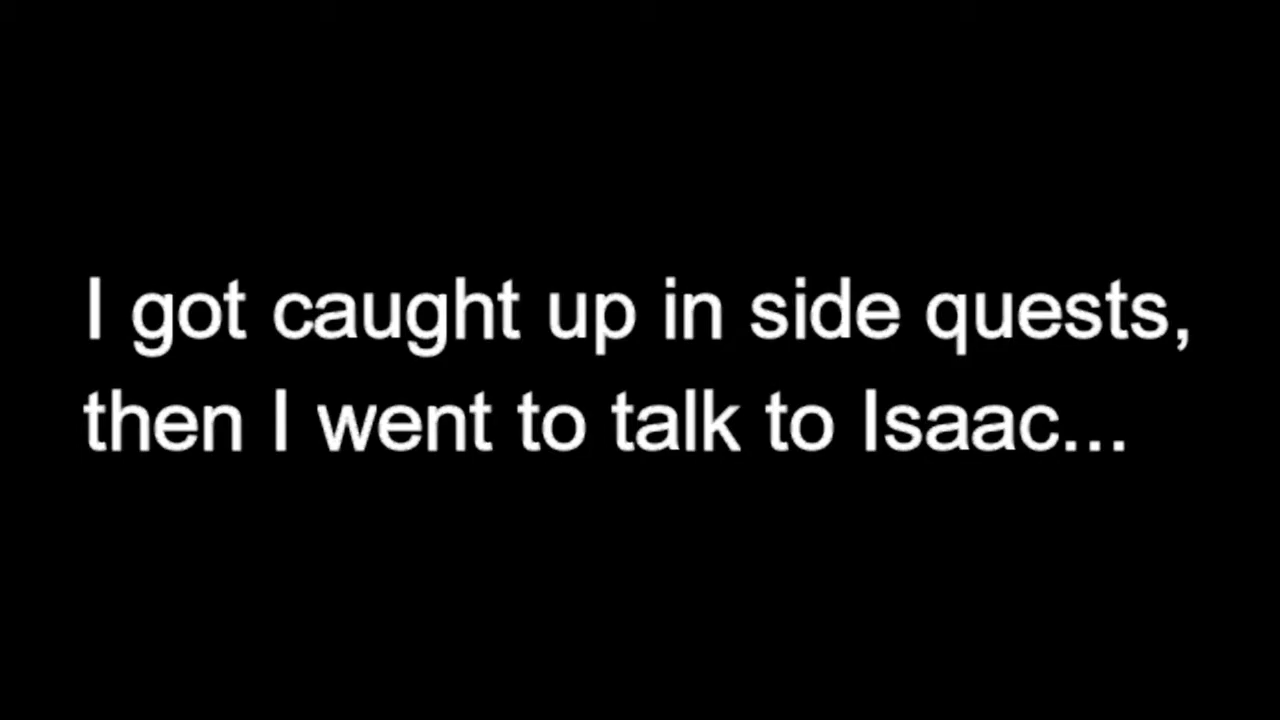 I got caught up in side quests,
then I went to talk to Isaac...